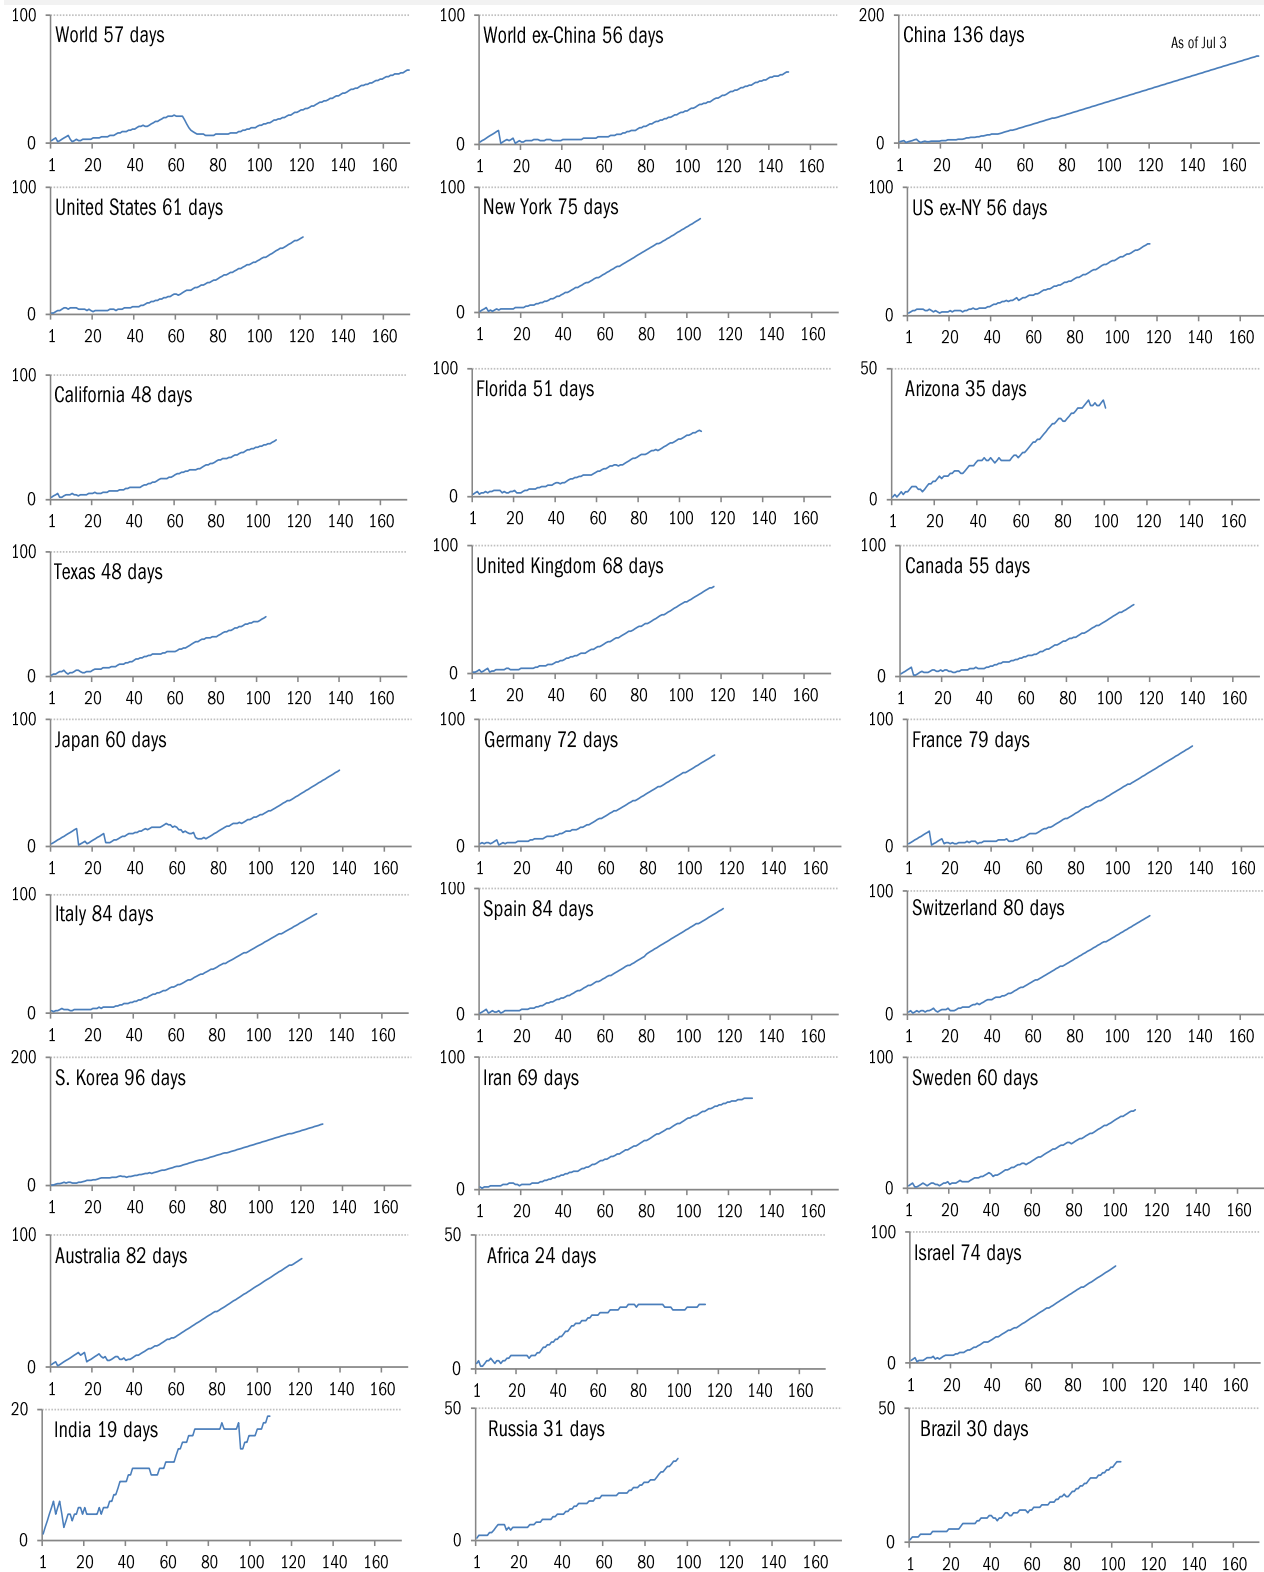 100
World 57 days
0
1 20 40 60 80 100 120 140 160
100
World ex-China 56 days
0
1 20 40 60 80 100 120 140 160
200
China 136 days
As of Jul 3
0
1 20 40 60 80 100 120 140 160
100
United States 61 days
0
1 20 40 60 80 100 120 140 160
100
New York 75 days
0
1 20 40 60 80 100 120 140 160
100
US ex-NY 56 days
0
1 20 40 60 80 100 120 140 160
100
California 48 days
0
1 20 40 60 80 100 120 140 160
100
Florida 51 days
0
1 20 40 60 80 100 120 140 160
50
Arizona 35 days
0
1 20 40 60 80 100 120 140 160
100
Texas 48 days
0
1 20 40 60 80 100 120 140 160
100
United Kingdom 68 days
0
1 20 40 60 80 100 120 140 160
100
Canada 55 days
0
1 20 40 60 80 100 120 140 160
100
Japan 60 days
0
1 20 40 60 80 100 120 140 160
100
Germany 72 days
0
1 20 40 60 80 100 120 140 160
100
France 79 days
0
1 20 40 60 80 100 120 140 160
100
Italy 84 days
0
1 20 40 60 80 100 120 140 160
100
Spain 84 days
0
1 20 40 60 80 100 120 140 160
100
Switzerland 80 days
0
1 20 40 60 80 100 120 140 160
200
S. Korea 96 days
0
1 20 40 60 80 100 120 140 160
100
Iran 69 days
0
1 20 40 60 80 100 120 140 160
100
Sweden 60 days
0
1 20 40 60 80 100 120 140 160
100
Australia 82 days
0
1 20 40 60 80 100 120 140 160
50
Africa 24 days
0
1 20 40 60 80 100 120 140 160
100
Israel 74 days
0
1 20 40 60 80 100 120 140 160
20
India 19 days
10
0
1 20 40 60 80 100 120 140 160
50
Russia 31 days
0
1 20 40 60 80 100 120 140 160
50
Brazil 30 days
0
1 20 40 60 80 100 120 140 160